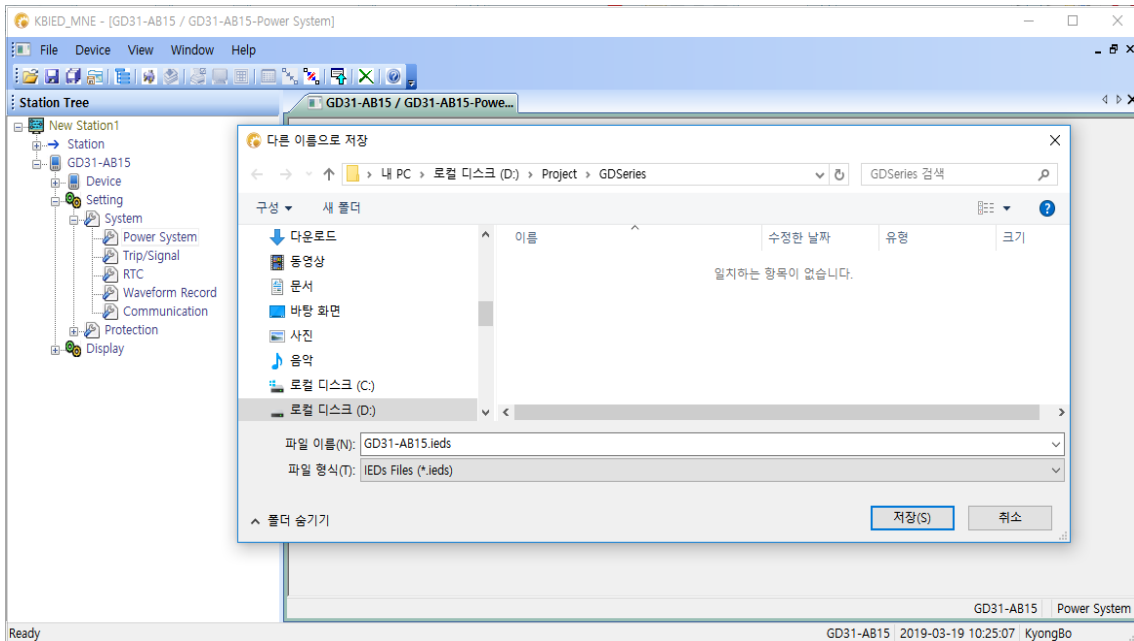 KBIED_MNE - [GD31-AB15 / GD31-AB15-Power System]
File Device View Window Help
Station Tree
GD31-AB15 / GD31-AB15-Powe...
New Station1
Station
GD31-AB15
Device
Setting
System
Power System
Trip/Signal
RTC
Waveform Record
Communication
Protection
Display
다른 이름으로 저장
내 PC › 로컬 디스크 (D:) › Project › GDSeries
GDSeries 검색
구성 새 폴더
다운로드
동영상
문서
바탕 화면
사진
음악
로컬 디스크 (C:)
로컬 디스크 (D:)
이름 수정한 날짜 유형 크기
일치하는 항목이 없습니다.
파일 이름(N): GD31-AB15.ieds
파일 형식(T): IEDs Files (*.ieds)
폴더 숨기기
저장(S) 취소
GD31-AB15 Power System
Ready GD31-AB15 2019-03-19 10:25:07 KyongBo